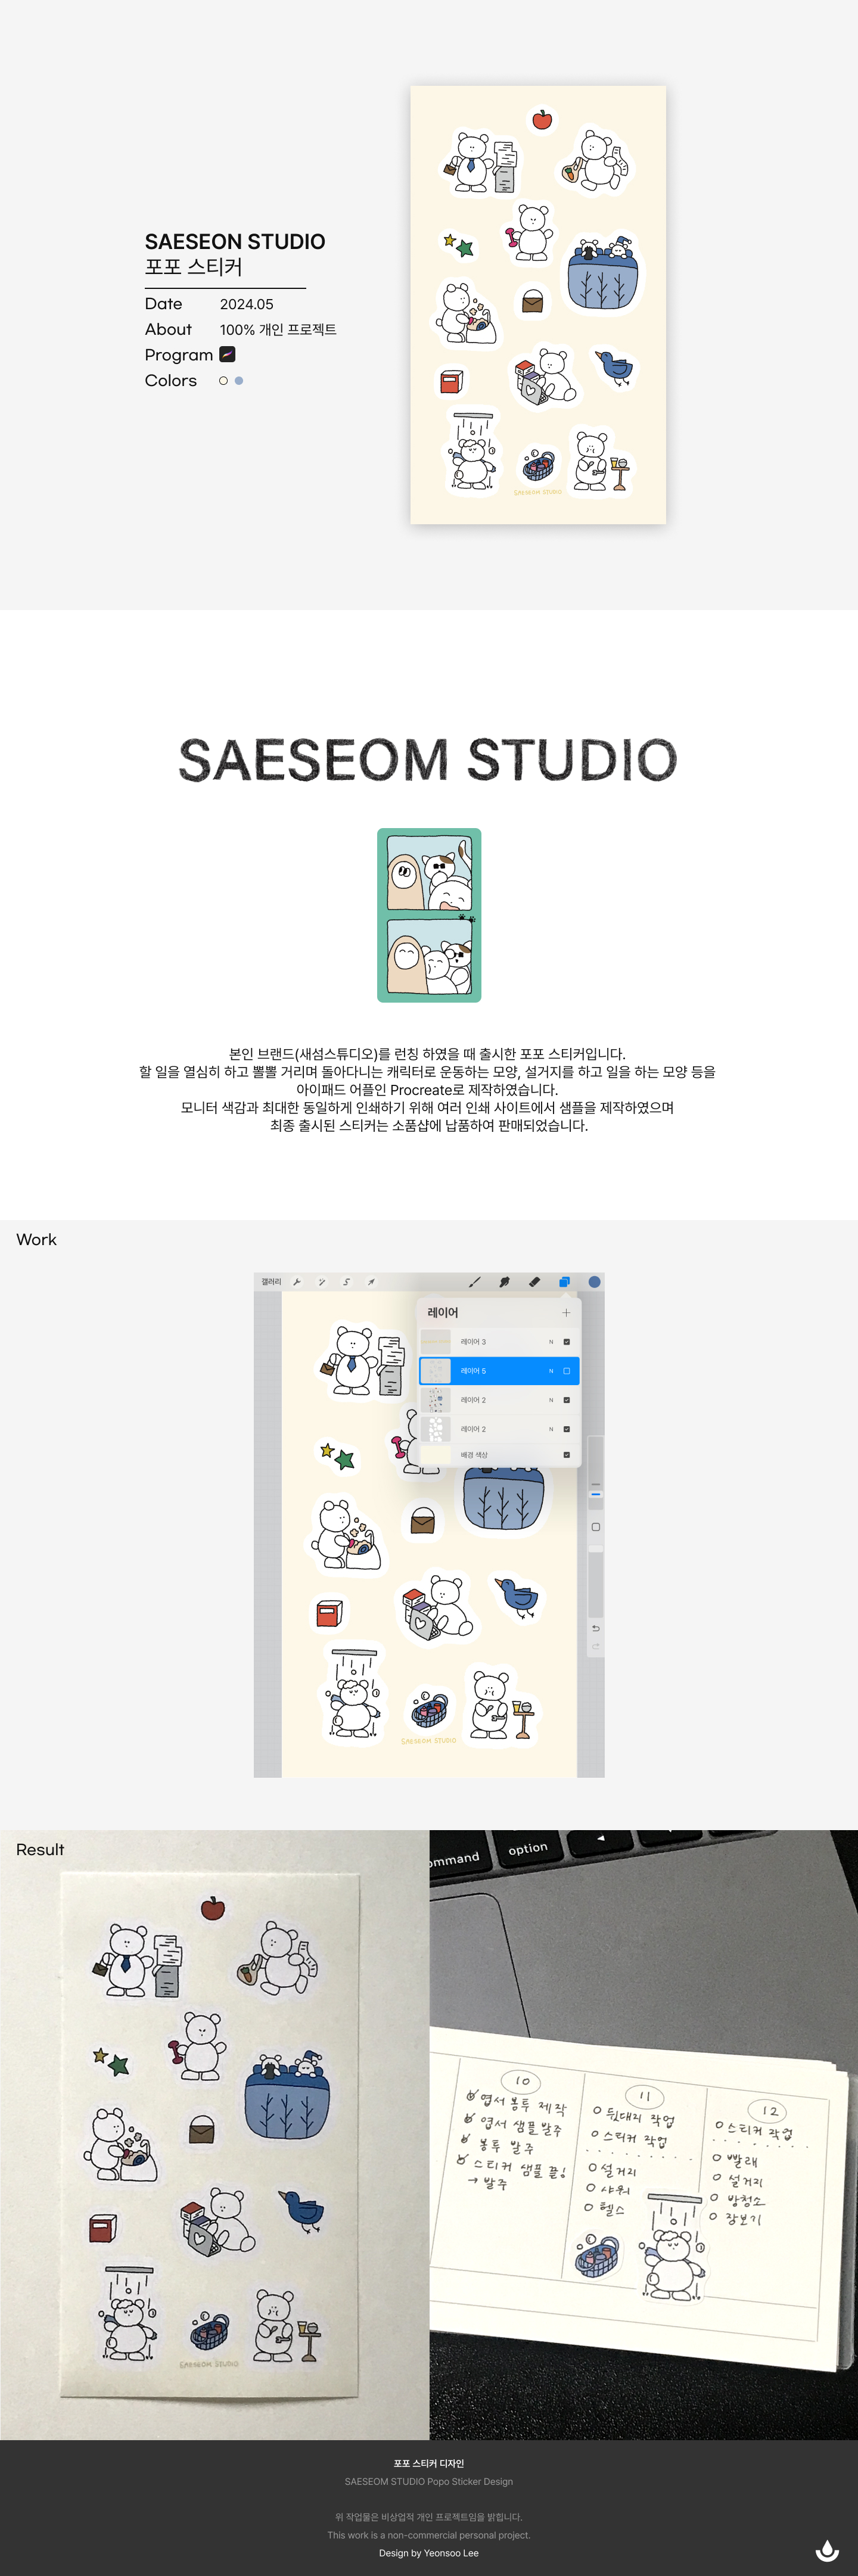 SAESEON STUDIO
포포 스티커
Date 2024.05
About 100% 개인 프로젝트
Program
Colors
SAESEOM STUDIO
SAESEOM STUDIO
본인 브랜드(새섬스튜디오)를 런칭 하였을 때 출시한 포포 스티커입니다.
할 일을 열심히 하고 뽈뽈 거리며 돌아다니는 캐릭터로 운동하는 모양, 설거지를 하고 일을 하는 모양 등을
아이패드 어플인 Procreate로 제작하였습니다.
모니터 색감과 최대한 동일하게 인쇄하기 위해 여러 인쇄 사이트에서 샘플을 제작하였으며
최종 출시된 스티커는 소품샵에 납품하여 판매되었습니다.
Work
갤러리
레이어
레이어 3 N
레이어 5 N
레이어 2 N
레이어 2 N
배경 색상
SAESEOM STUDIO
Result
SAESEOM STUDIO
ommand
option
10
엽서봉투 제작
엽서 샘플발주
봉투 발주
스티커 샘플 끝!
→ 발주
11
뒷대지 작업
스티커 작업
설거지
샤워
헬스
12
스티커 작업
빨래
설거지
방청소
장보기
포포 스티커 디자인
SAESEOM STUDIO Popo Sticker Design
위 작업물은 비상업적 개인 프로젝트임을 밝힙니다.
This work is a non-commercial personal project.
Design by Yeonsoo Lee